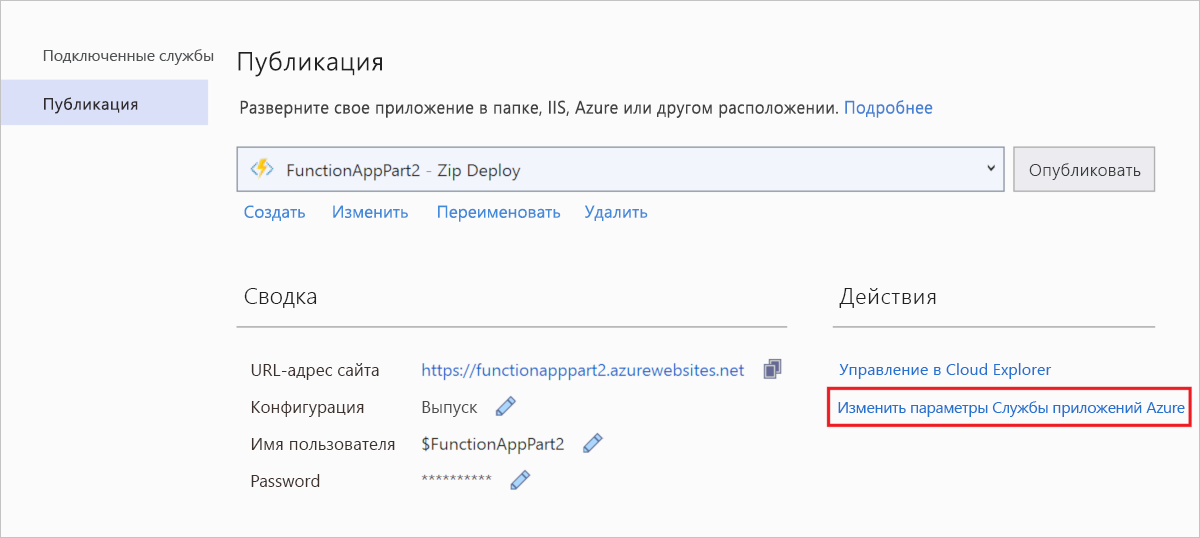 Подключенные службы
Публикация
Публикация
Разверните свое приложение в папке, IIS, Azure или другом расположении. Подробнее
FunctionAppPart2 - Zip Deploy
Опубликовать
Создать Изменить Переименовать Удалить
Сводка
URL-адрес сайта https://functionapppart2.azurewebsites.net
Конфигурация Выпуск
Имя пользователя $FunctionAppPart2
Password **********
Действия
Управление в Cloud Explorer
Изменить параметры Службы приложений Azure